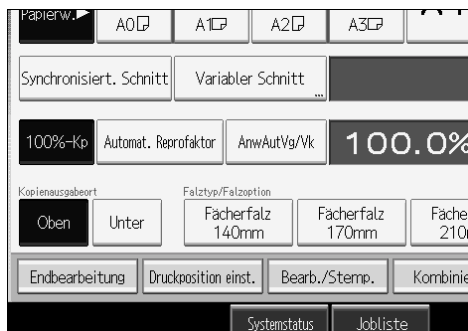 Papierw.►
A0 A1 A2 A3
Synchronisiert. Schnitt Variabler Schnitt ...
100%-Kp Automat. Reprofaktor AnwAutVg/Vk 100.0%
Kopienausgabeort Falztyp/Falzoption
Oben Unter Fächerfalz Fächerfalz
140mm 170mm
Endbearbeitung Druckposition einst. Bearb./Stemp.
Systemstatus Jobliste